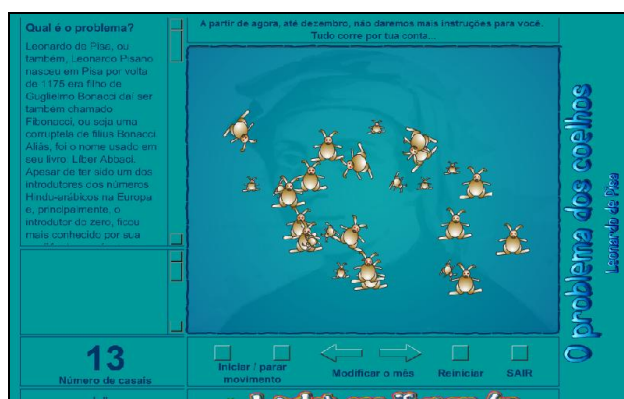 Qual é o problema?
Leonardo de Pisa, ou
também, Leonardo Pisano
nasceu em Pisa por volta
de 1175 era filho de
Guglielmo Bonacci daí ser
também chamado
Fibonacci, ou seja uma
corruptela de filius Bonacci.
Aliás, foi o nome usado em
seu livro: Líber Abbaci.
Apesar de ter sido um dos
introdutores dos números
Hindu-arábicos na Europa
e, principalmente, o
introdutor do zero, ficou
mais conhecido por sua
A partir de agora, até dezembro, não daremos mais instruções para você.
Tudo corre por tua conta...
O problema dos coelhos
Leonardo de Pisa
13
Número de casais
Iniciar / parar
movimento
Modificar o mês
Reiniciar
SAIR